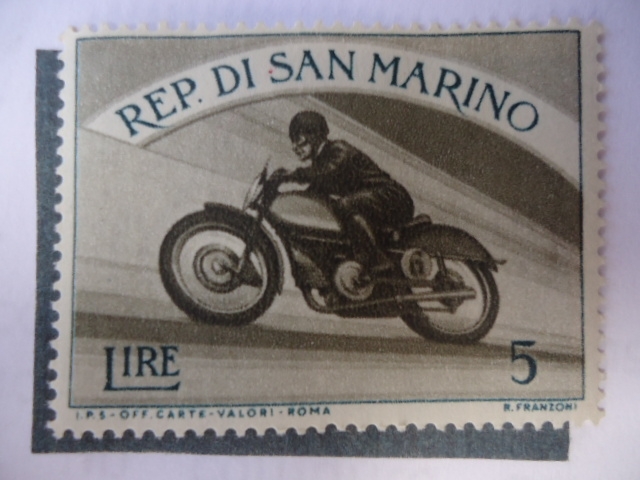 REP. DI SAN MARINO
LIRE 5
I.P.S - OFF. CARTE - VALORI - ROMA R. FRANZONI